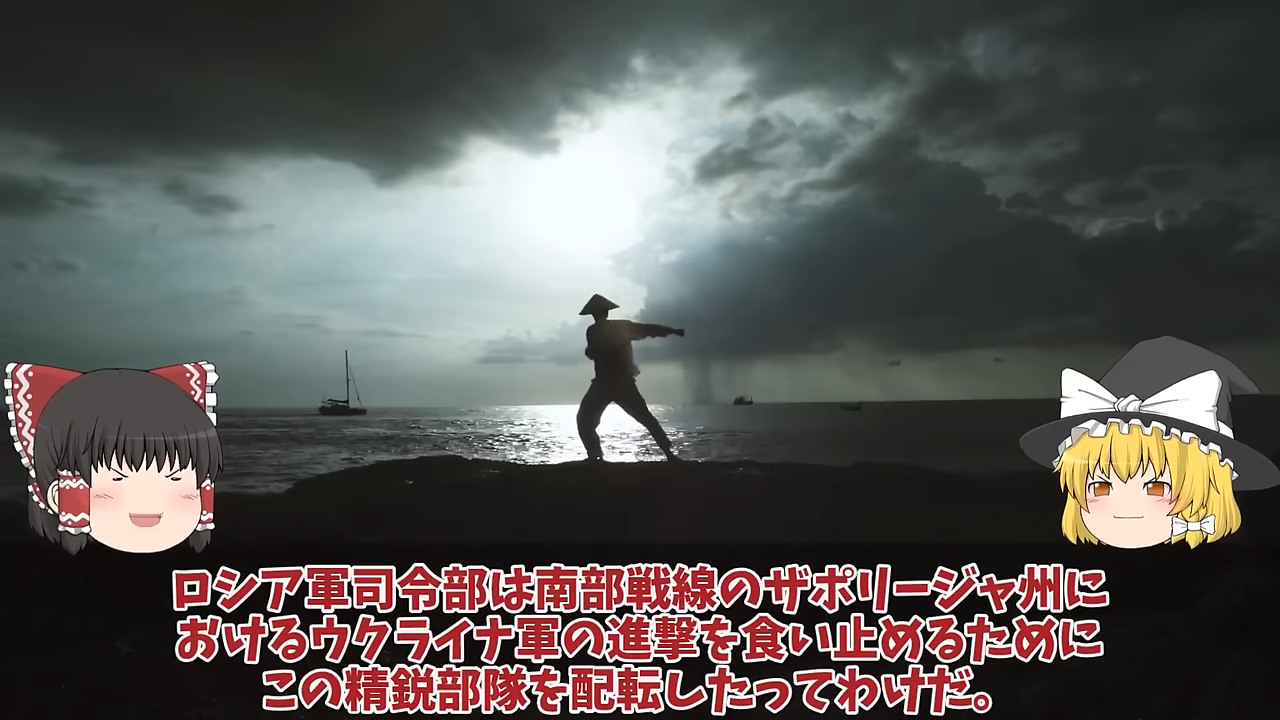 ロシア軍司令部は南部戦線のザポリージャ州に
おけるウクライナ軍の進撃を食い止めるために
この精鋭部隊を配転したってわけだ。